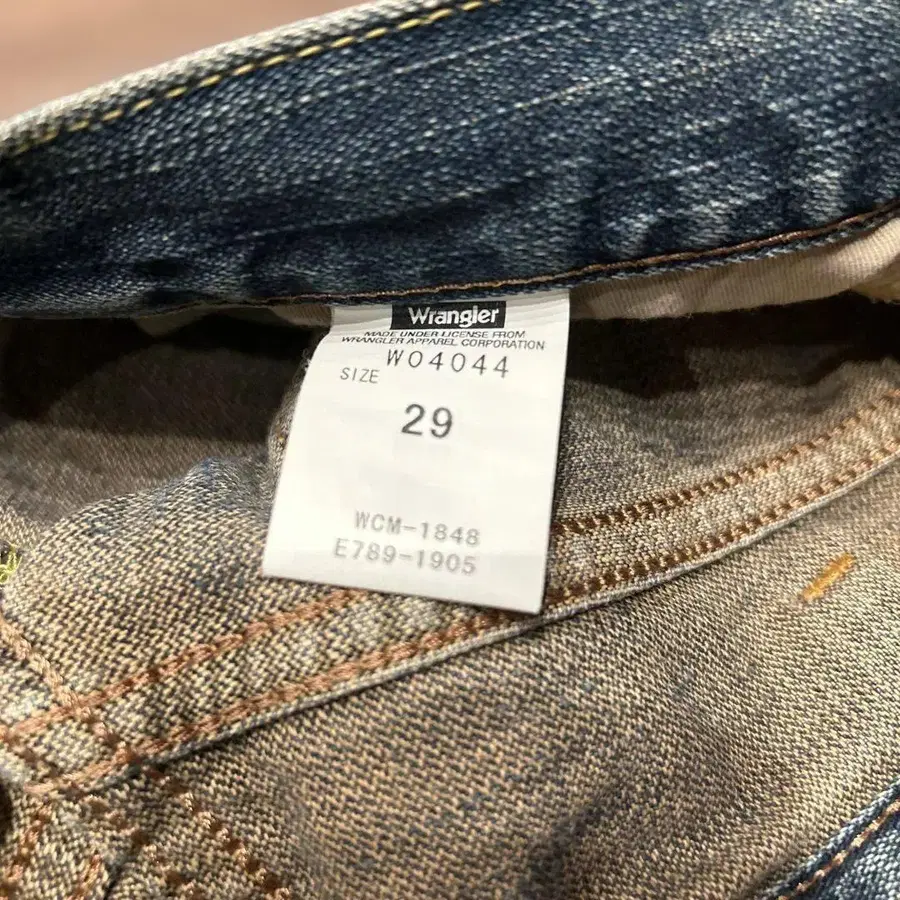 Wrangler
MADE UNDER LICENSE FROM
WRANGLER APPAREL CORPORATION
W04044
SIZE
29
WCM-1848
E789-1905